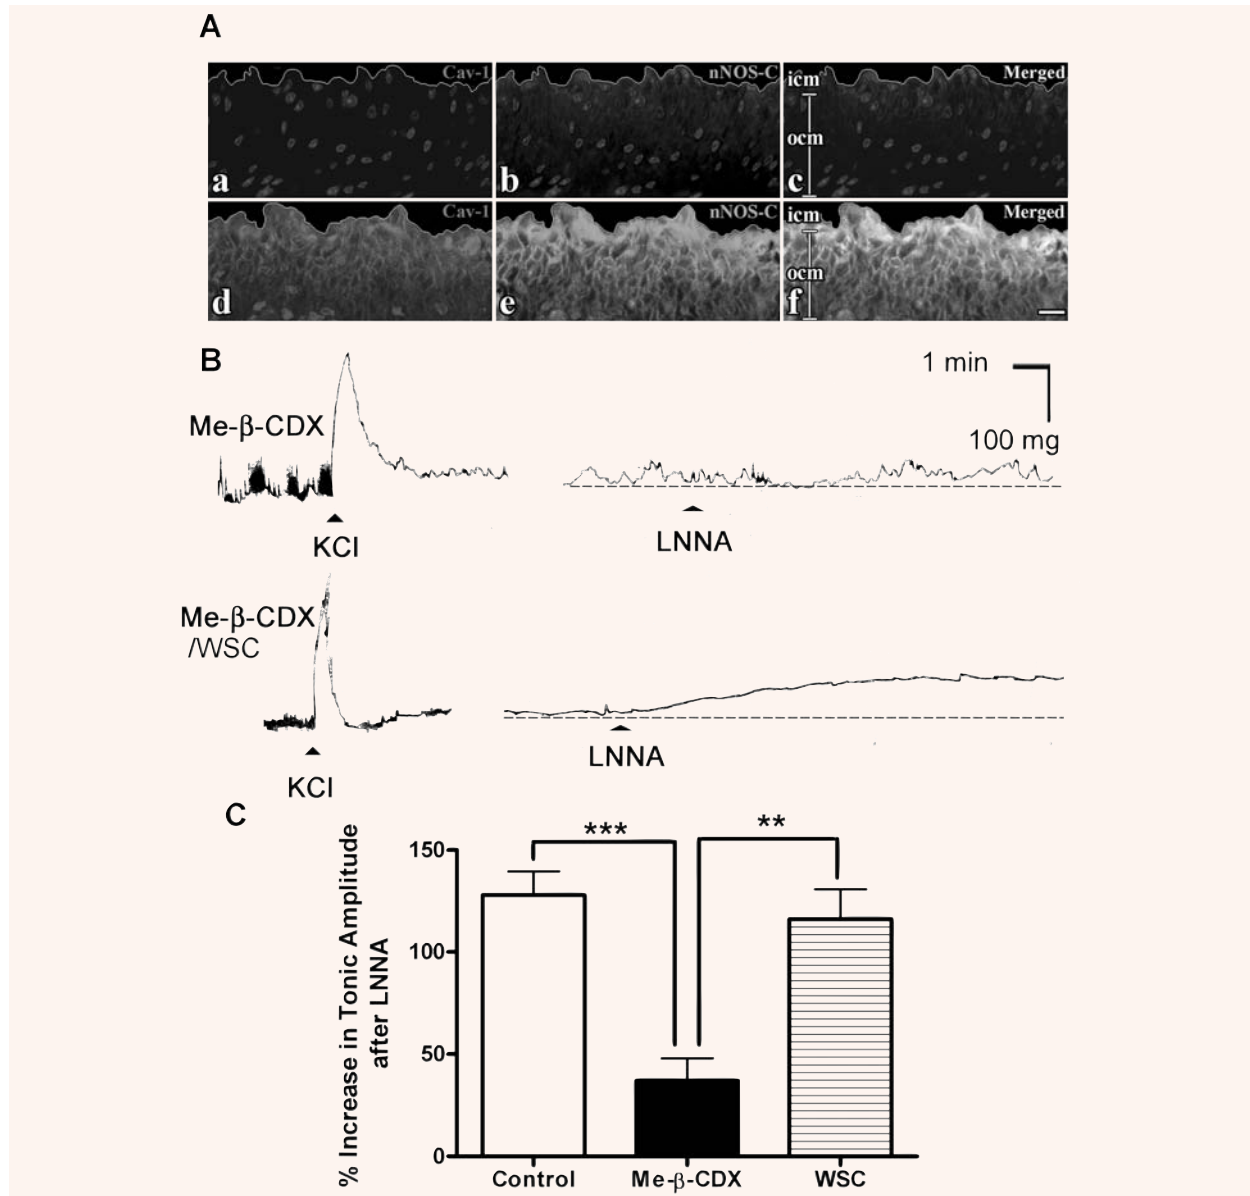 A
Cav-1
nNOS-C
icm
Merged
ocm
a
b
c
Cav-1
nNOS-C
icm
Merged
ocm
d
e
f
B
1 min
100 mg
Me-β-CDX
KCl
LNNA
Me-β-CDX
/WSC
KCl
LNNA
C
% Increase in Tonic Amplitude
after LNNA
***
**
150
100
50
0
Control
Me-β-CDX
WSC